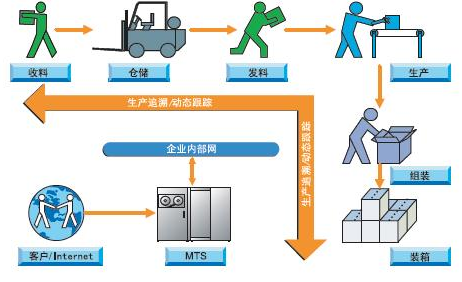 收料
仓储
发料
生产
生产追溯/动态跟踪
生产追溯/动态跟踪
企业内部网
组装
客户/Internet
MTS
装箱